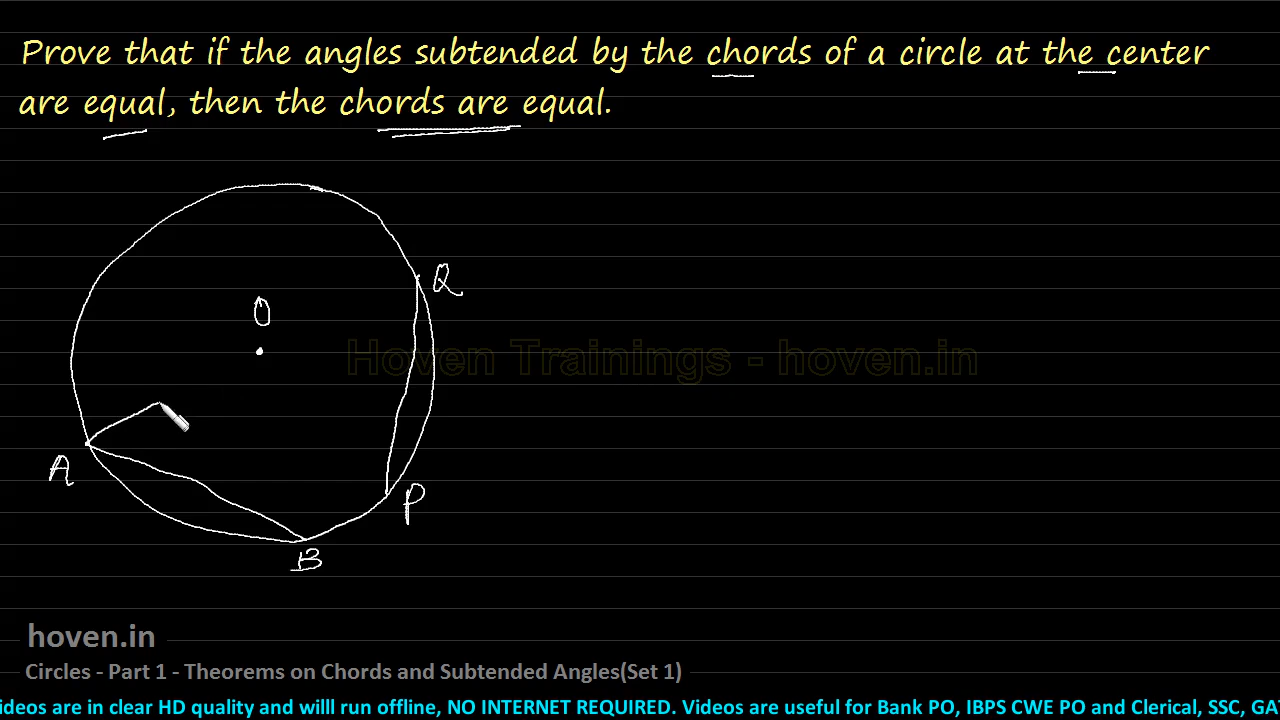 Prove that if the angles subtended by the chords of a circle at the center
are equal, then the chords are equal.
Q
O
Hoven Trainings - hoven.in
A
P
B
hoven.in
Circles - Part 1 - Theorems on Chords and Subtended Angles(Set 1)
ideos are in clear HD quality and willl run offline, NO INTERNET REQUIRED. Videos are useful for Bank PO, IBPS CWE PO and Clerical, SSC, GA